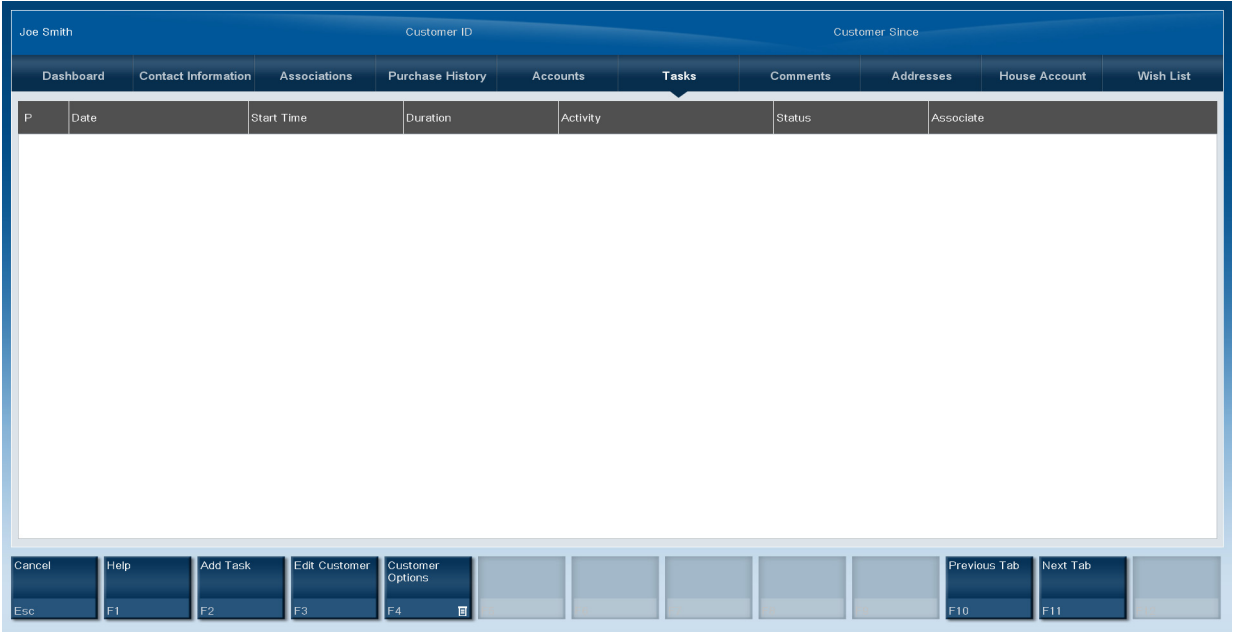 Joe Smith Customer ID Customer Since
Dashboard Contact Information Associations Purchase History Accounts Tasks Comments Addresses House Account Wish List
P Date Start Time Duration Activity Status Associate
Cancel Help Add Task Edit Customer Customer Options Previous Tab Next Tab
Esc F1 F2 F3 F4 F10 F11